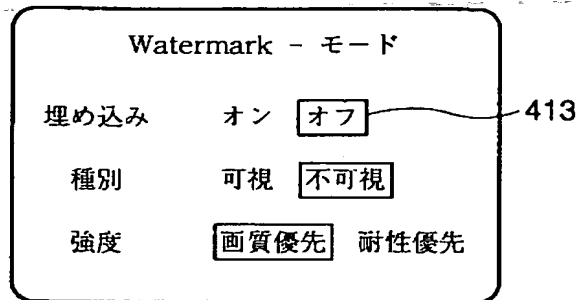 Watermark - モード
埋め込み オン オフ 413
種別 可視 不可視
強度 画質優先 耐性優先